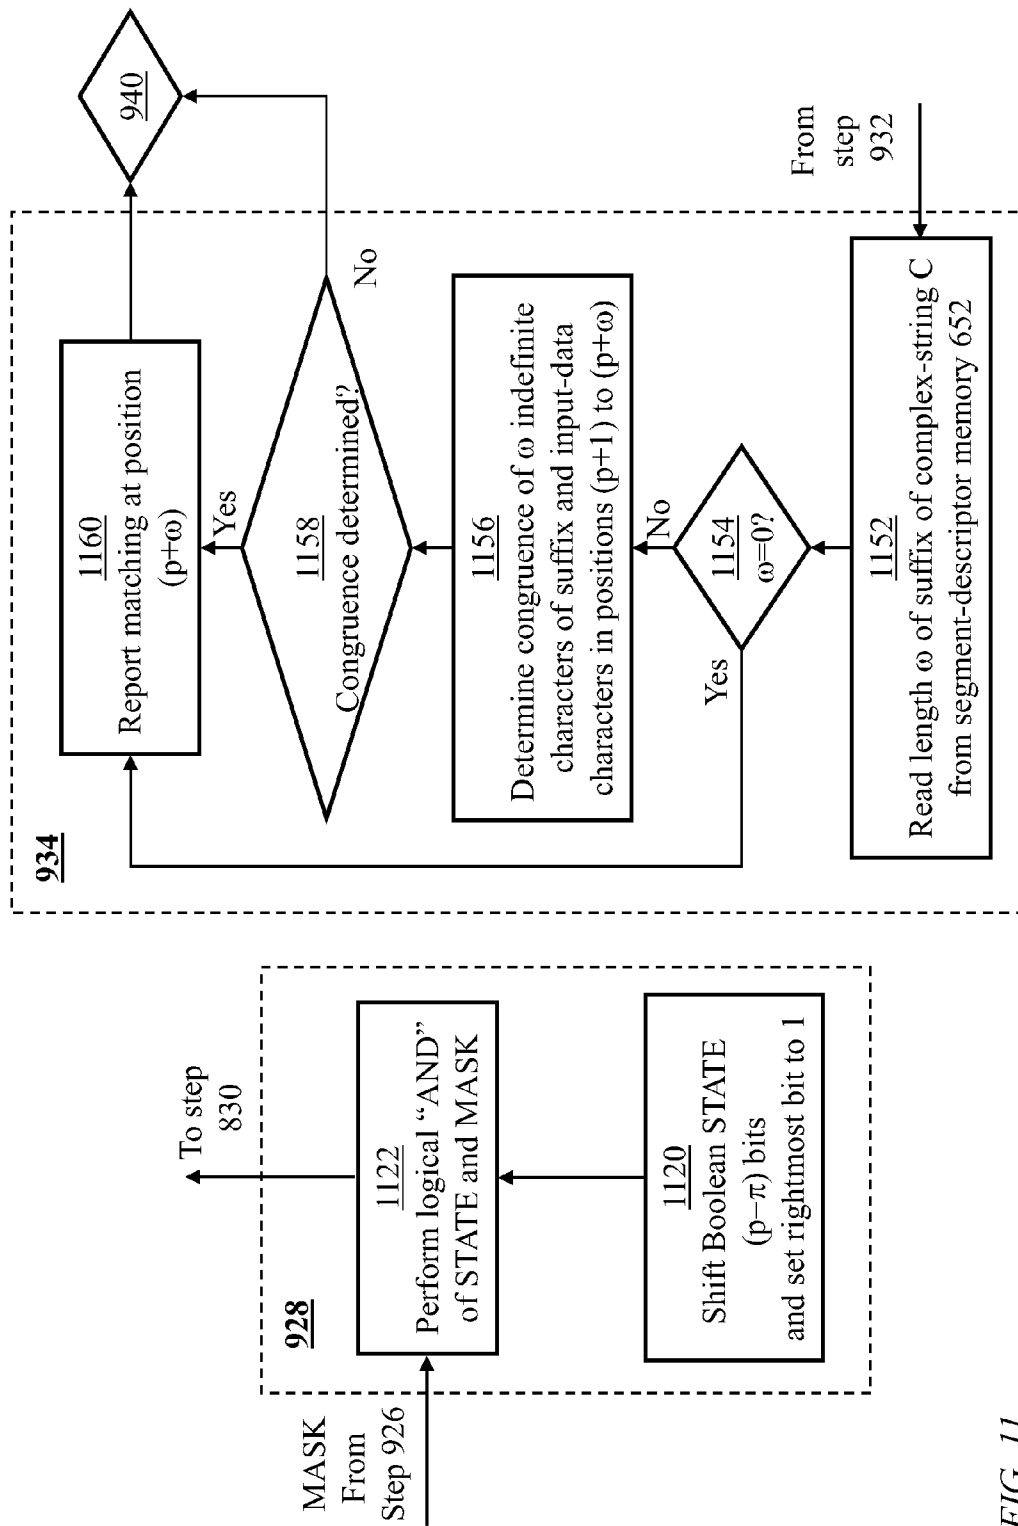 MASK
From
Step 926
928
To step
830
1122
Perform logical “AND”
of STATE and MASK
1120
Shift Boolean STATE
(p−π) bits
and set rightmost bit to 1
934
1160
Report matching at position
(p+ω)
Yes
1158
Congruence determined?
No
1156
Determine congruence of ω indefinite
characters of suffix and input-data
characters in positions (p+1) to (p+ω)
No
1154
ω=0?
Yes
1152
Read length ω of suffix of complex-string C
from segment-descriptor memory 652
940
From
step
932
FIG. 11